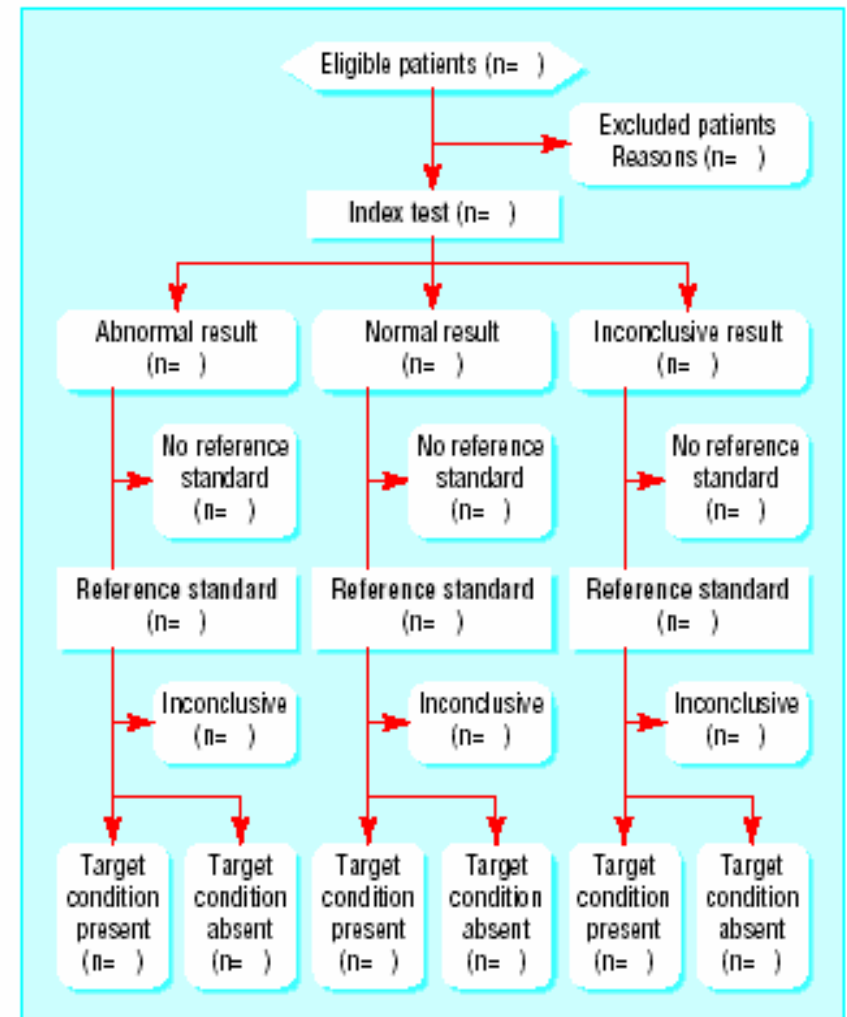 Eligible patients (n=   )
Excluded patients
Reasons (n=   )
Index test (n=   )
Abnormal result
(n=   )
Normal result
(n=   )
Inconclusive result
(n=   )
No reference
standard
(n=   )
No reference
standard
(n=   )
No reference
standard
(n=   )
Reference standard
(n=   )
Reference standard
(n=   )
Reference standard
(n=   )
Inconclusive
(n=   )
Inconclusive
(n=   )
Inconclusive
(n=   )
Target
condition
present
(n=   )
Target
condition
absent
(n=   )
Target
condition
present
(n=   )
Target
condition
absent
(n=   )
Target
condition
present
(n=   )
Target
condition
absent
(n=   )